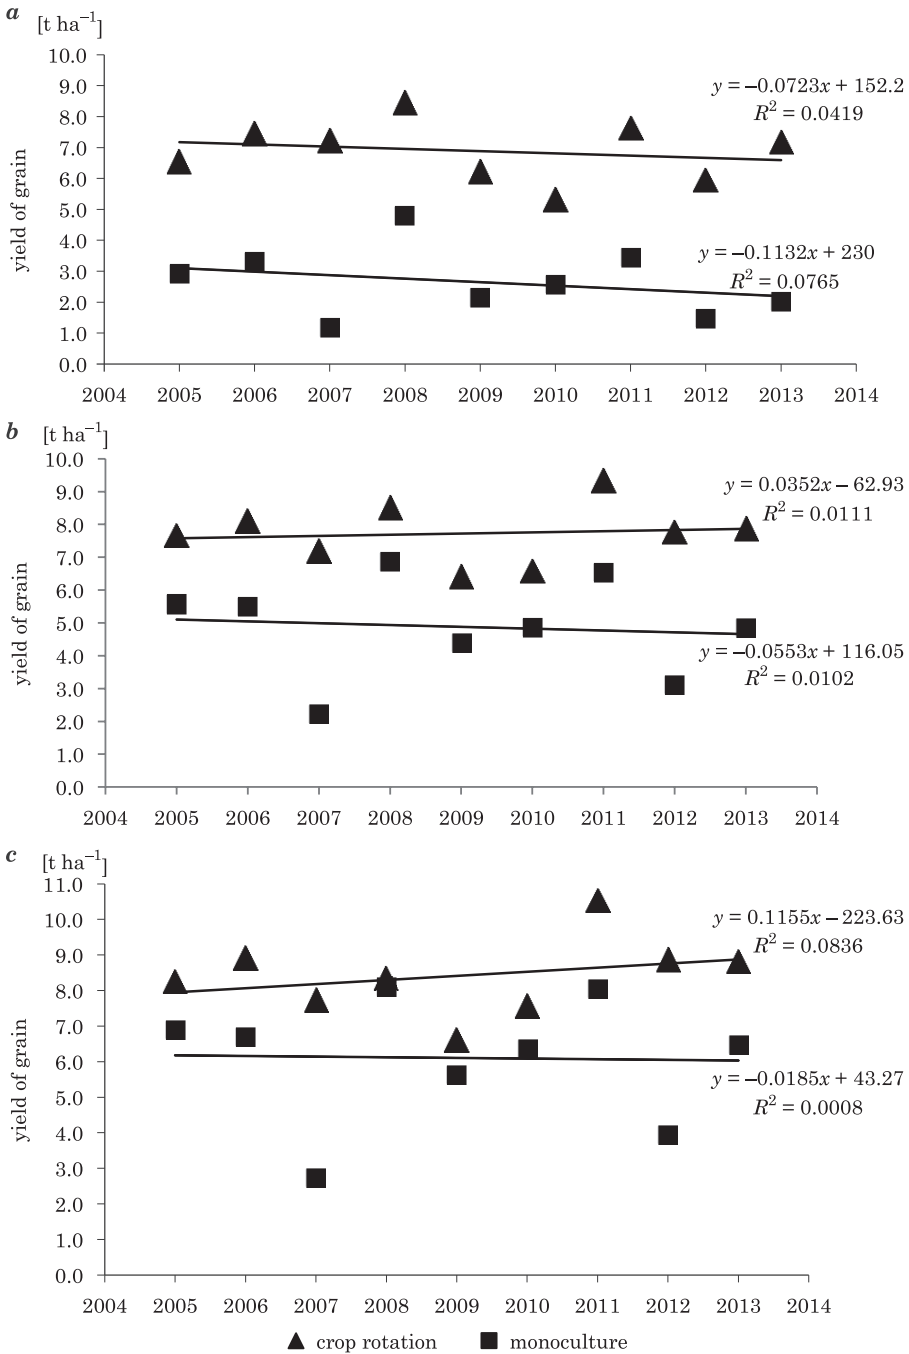 a
[t ha⁻¹]
10.0
9.0
8.0
7.0
6.0
5.0
4.0
3.0
2.0
1.0
0.0
yield of grain
y = –0.0723x + 152.2
R² = 0.0419
y = –0.1132x + 230
R² = 0.0765
2004 2005 2006 2007 2008 2009 2010 2011 2012 2013 2014
b
[t ha⁻¹]
10.0
9.0
8.0
7.0
6.0
5.0
4.0
3.0
2.0
1.0
0.0
yield of grain
y = 0.0352x – 62.93
R² = 0.0111
y = –0.0553x + 116.05
R² = 0.0102
2004 2005 2006 2007 2008 2009 2010 2011 2012 2013 2014
c
[t ha⁻¹]
11.0
10.0
9.0
8.0
7.0
6.0
5.0
4.0
3.0
2.0
1.0
0.0
yield of grain
y = 0.1155x – 223.63
R² = 0.0836
y = –0.0185x + 43.27
R² = 0.0008
2004 2005 2006 2007 2008 2009 2010 2011 2012 2013 2014
crop rotation monoculture